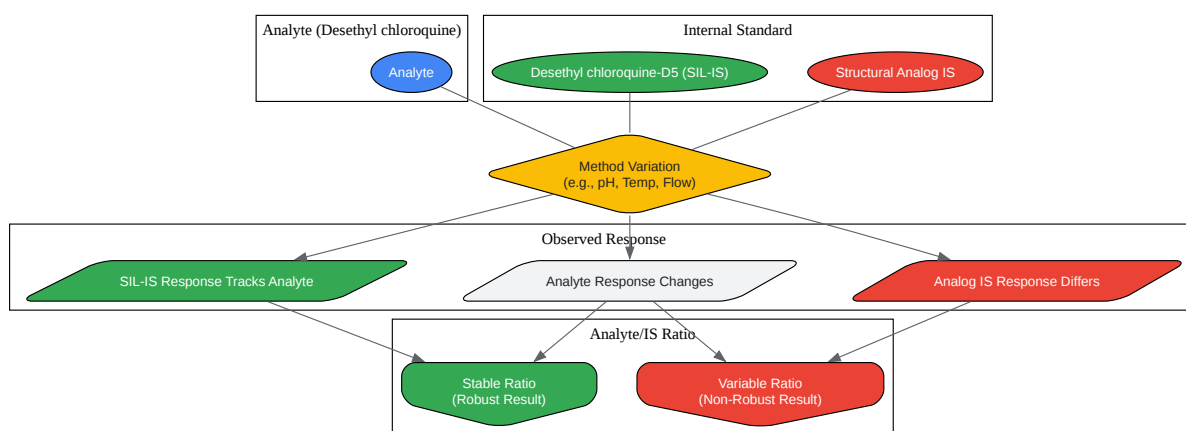 Analyte (Desethyl chloroquine)
Internal Standard
Analyte
Desethyl chloroquine-D5 (SIL-IS)
Structural Analog IS
Method Variation
(e.g., pH, Temp, Flow)
Observed Response
SIL-IS Response Tracks Analyte
Analyte Response Changes
Analog IS Response Differs
Analyte/IS Ratio
Stable Ratio
(Robust Result)
Variable Ratio
(Non-Robust Result)